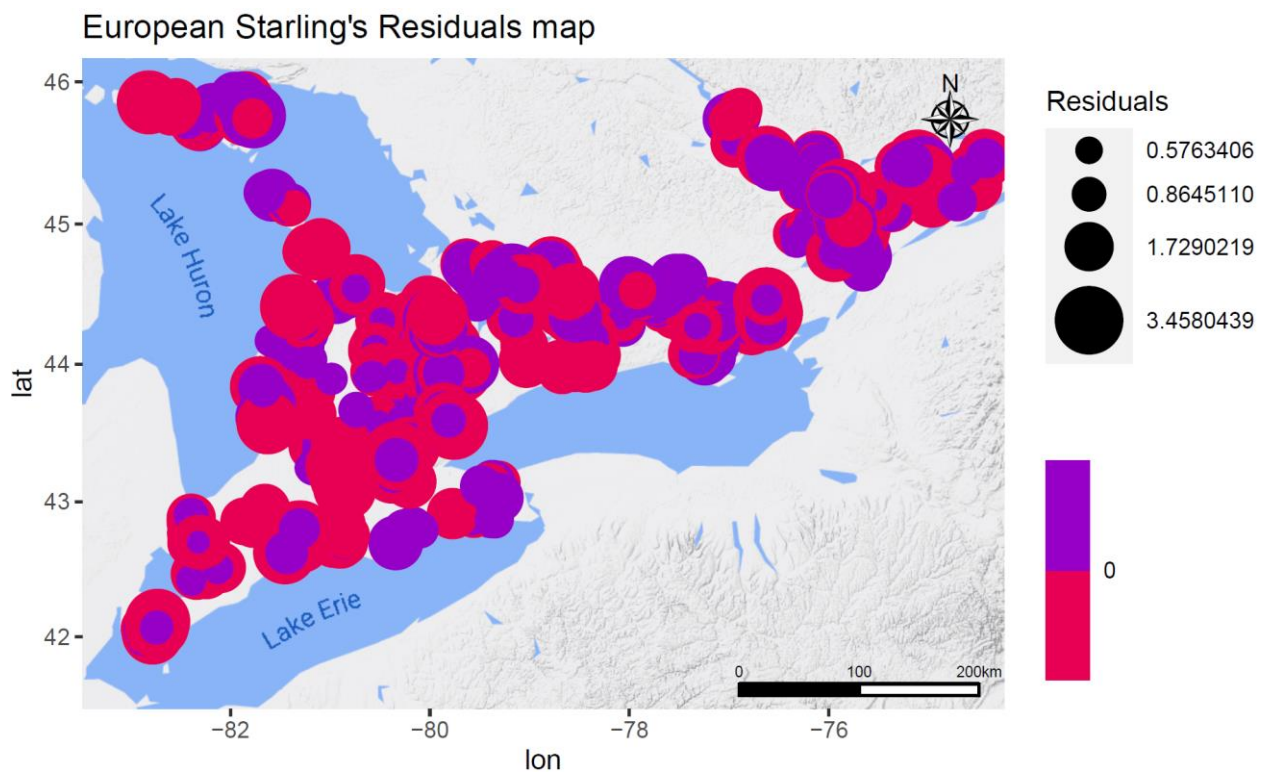 European Starling's Residuals map
46
45
44
43
42
lat
−82
−80
−78
−76
lon
Lake Huron
Lake Erie
N
0
100
200km
Residuals
0.5763406
0.8645110
1.7290219
3.4580439
0